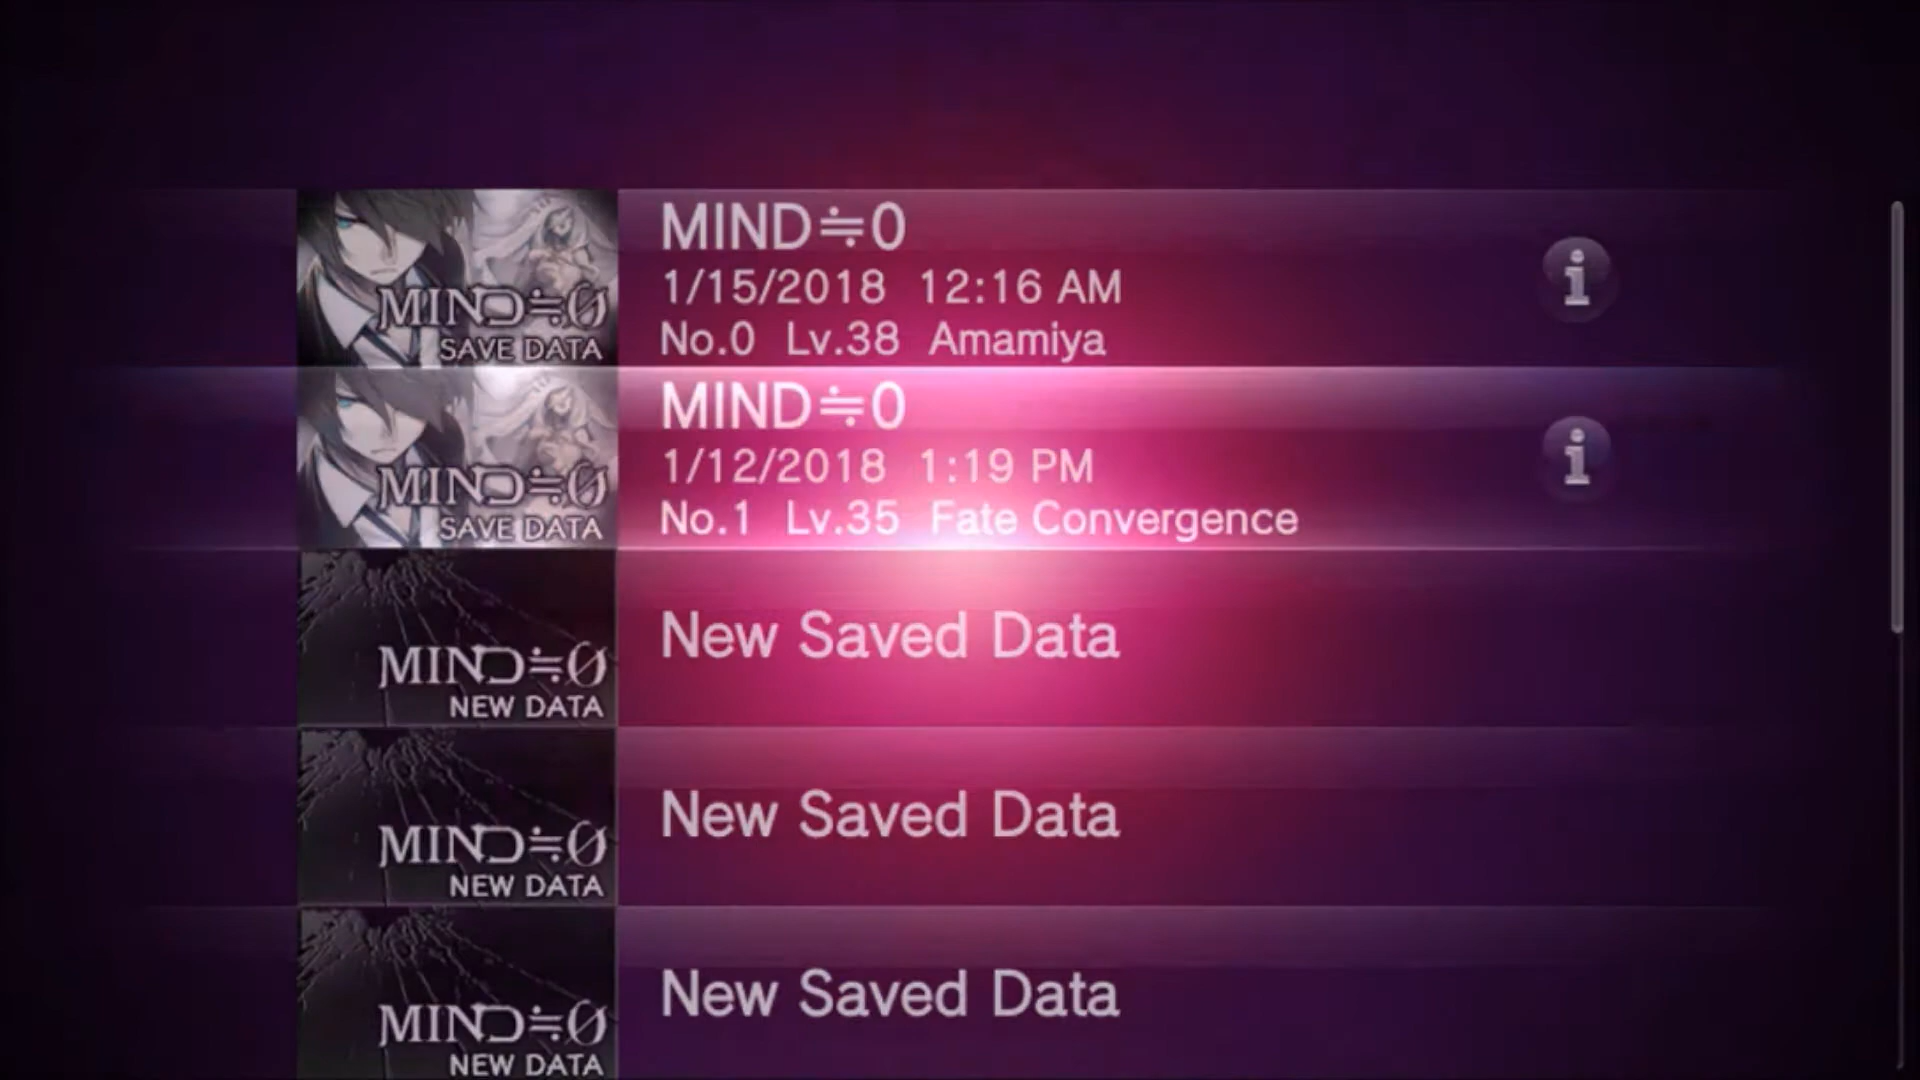 MIND≒0
SAVE DATA
MIND≒0
1/15/2018 12:16 AM
No.0 Lv.38 Amamiya
MIND≒0
SAVE DATA
MIND≒0
1/12/2018 1:19 PM
No.1 Lv.35 Fate Convergence
MIND≒0
NEW DATA
New Saved Data
MIND≒0
NEW DATA
New Saved Data
MIND≒0
NEW DATA
New Saved Data